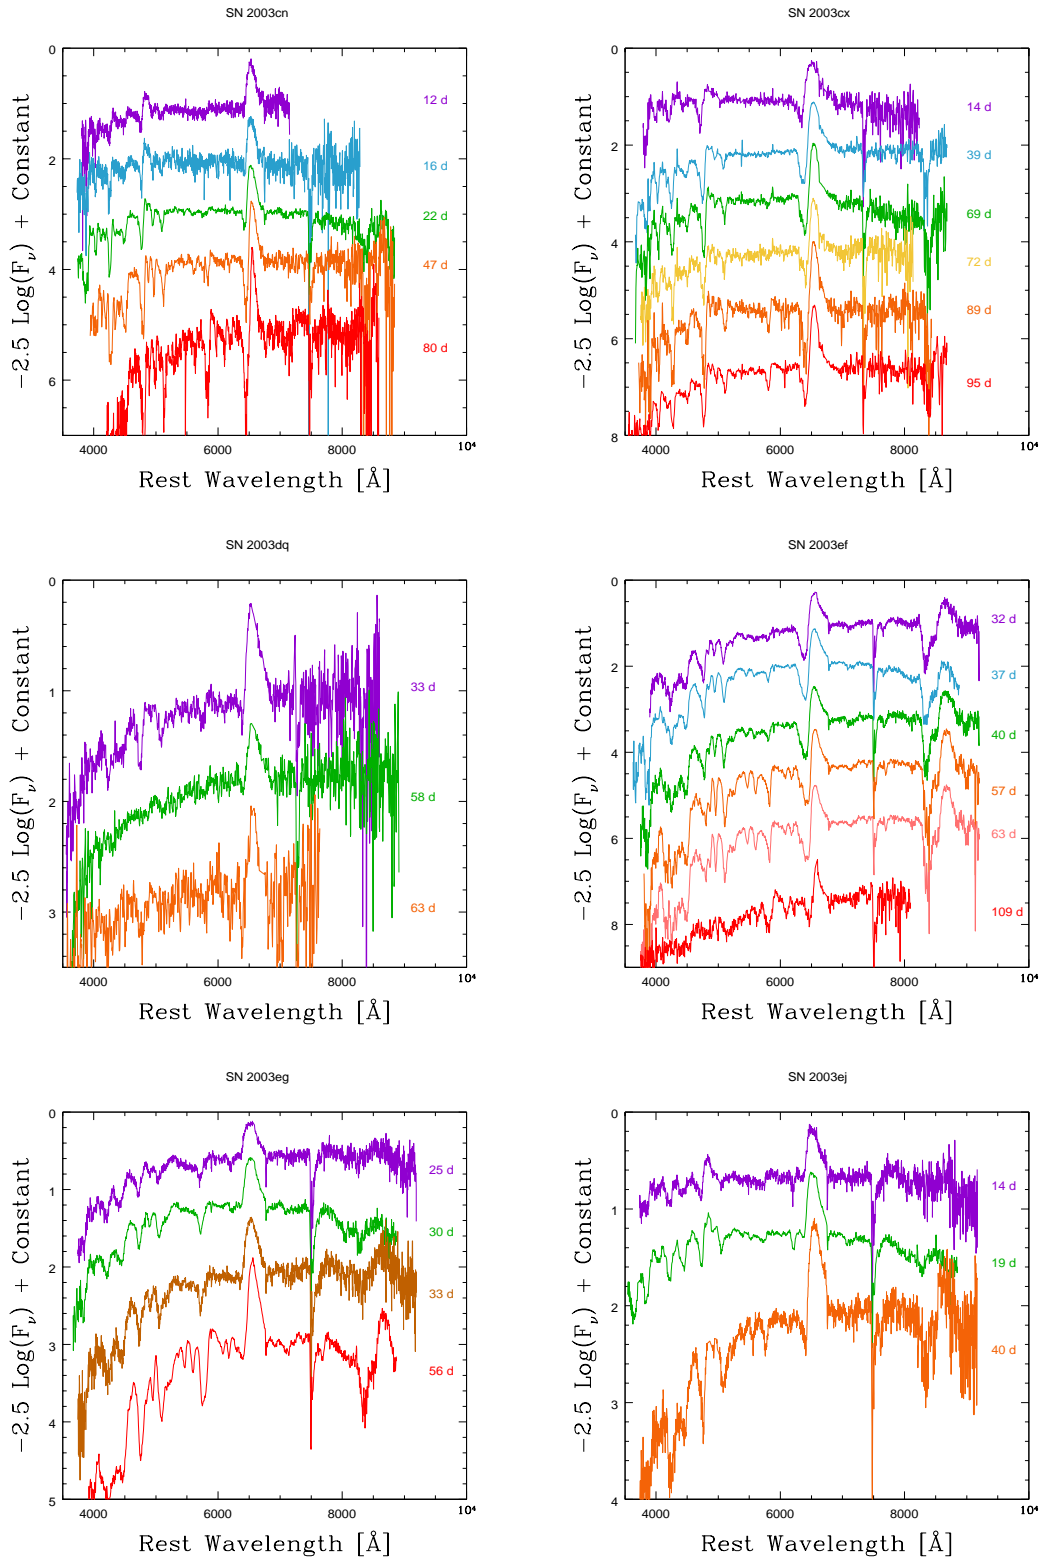 SN 2003cn
0
2
4
6
4000
6000
8000
10⁴
12 d
16 d
22 d
47 d
80 d
−2.5 Log(Fν) + Constant
Rest Wavelength [Å]
SN 2003cx
0
2
4
6
8
4000
6000
8000
10⁴
14 d
39 d
69 d
72 d
89 d
95 d
−2.5 Log(Fν) + Constant
Rest Wavelength [Å]
SN 2003dq
0
1
2
3
4000
6000
8000
10⁴
33 d
58 d
63 d
−2.5 Log(Fν) + Constant
Rest Wavelength [Å]
SN 2003ef
0
2
4
6
8
4000
6000
8000
10⁴
32 d
37 d
40 d
57 d
63 d
109 d
−2.5 Log(Fν) + Constant
Rest Wavelength [Å]
SN 2003eg
0
1
2
3
4
5
4000
6000
8000
10⁴
25 d
30 d
33 d
56 d
−2.5 Log(Fν) + Constant
Rest Wavelength [Å]
SN 2003ej
0
1
2
3
4
4000
6000
8000
10⁴
14 d
19 d
40 d
−2.5 Log(Fν) + Constant
Rest Wavelength [Å]